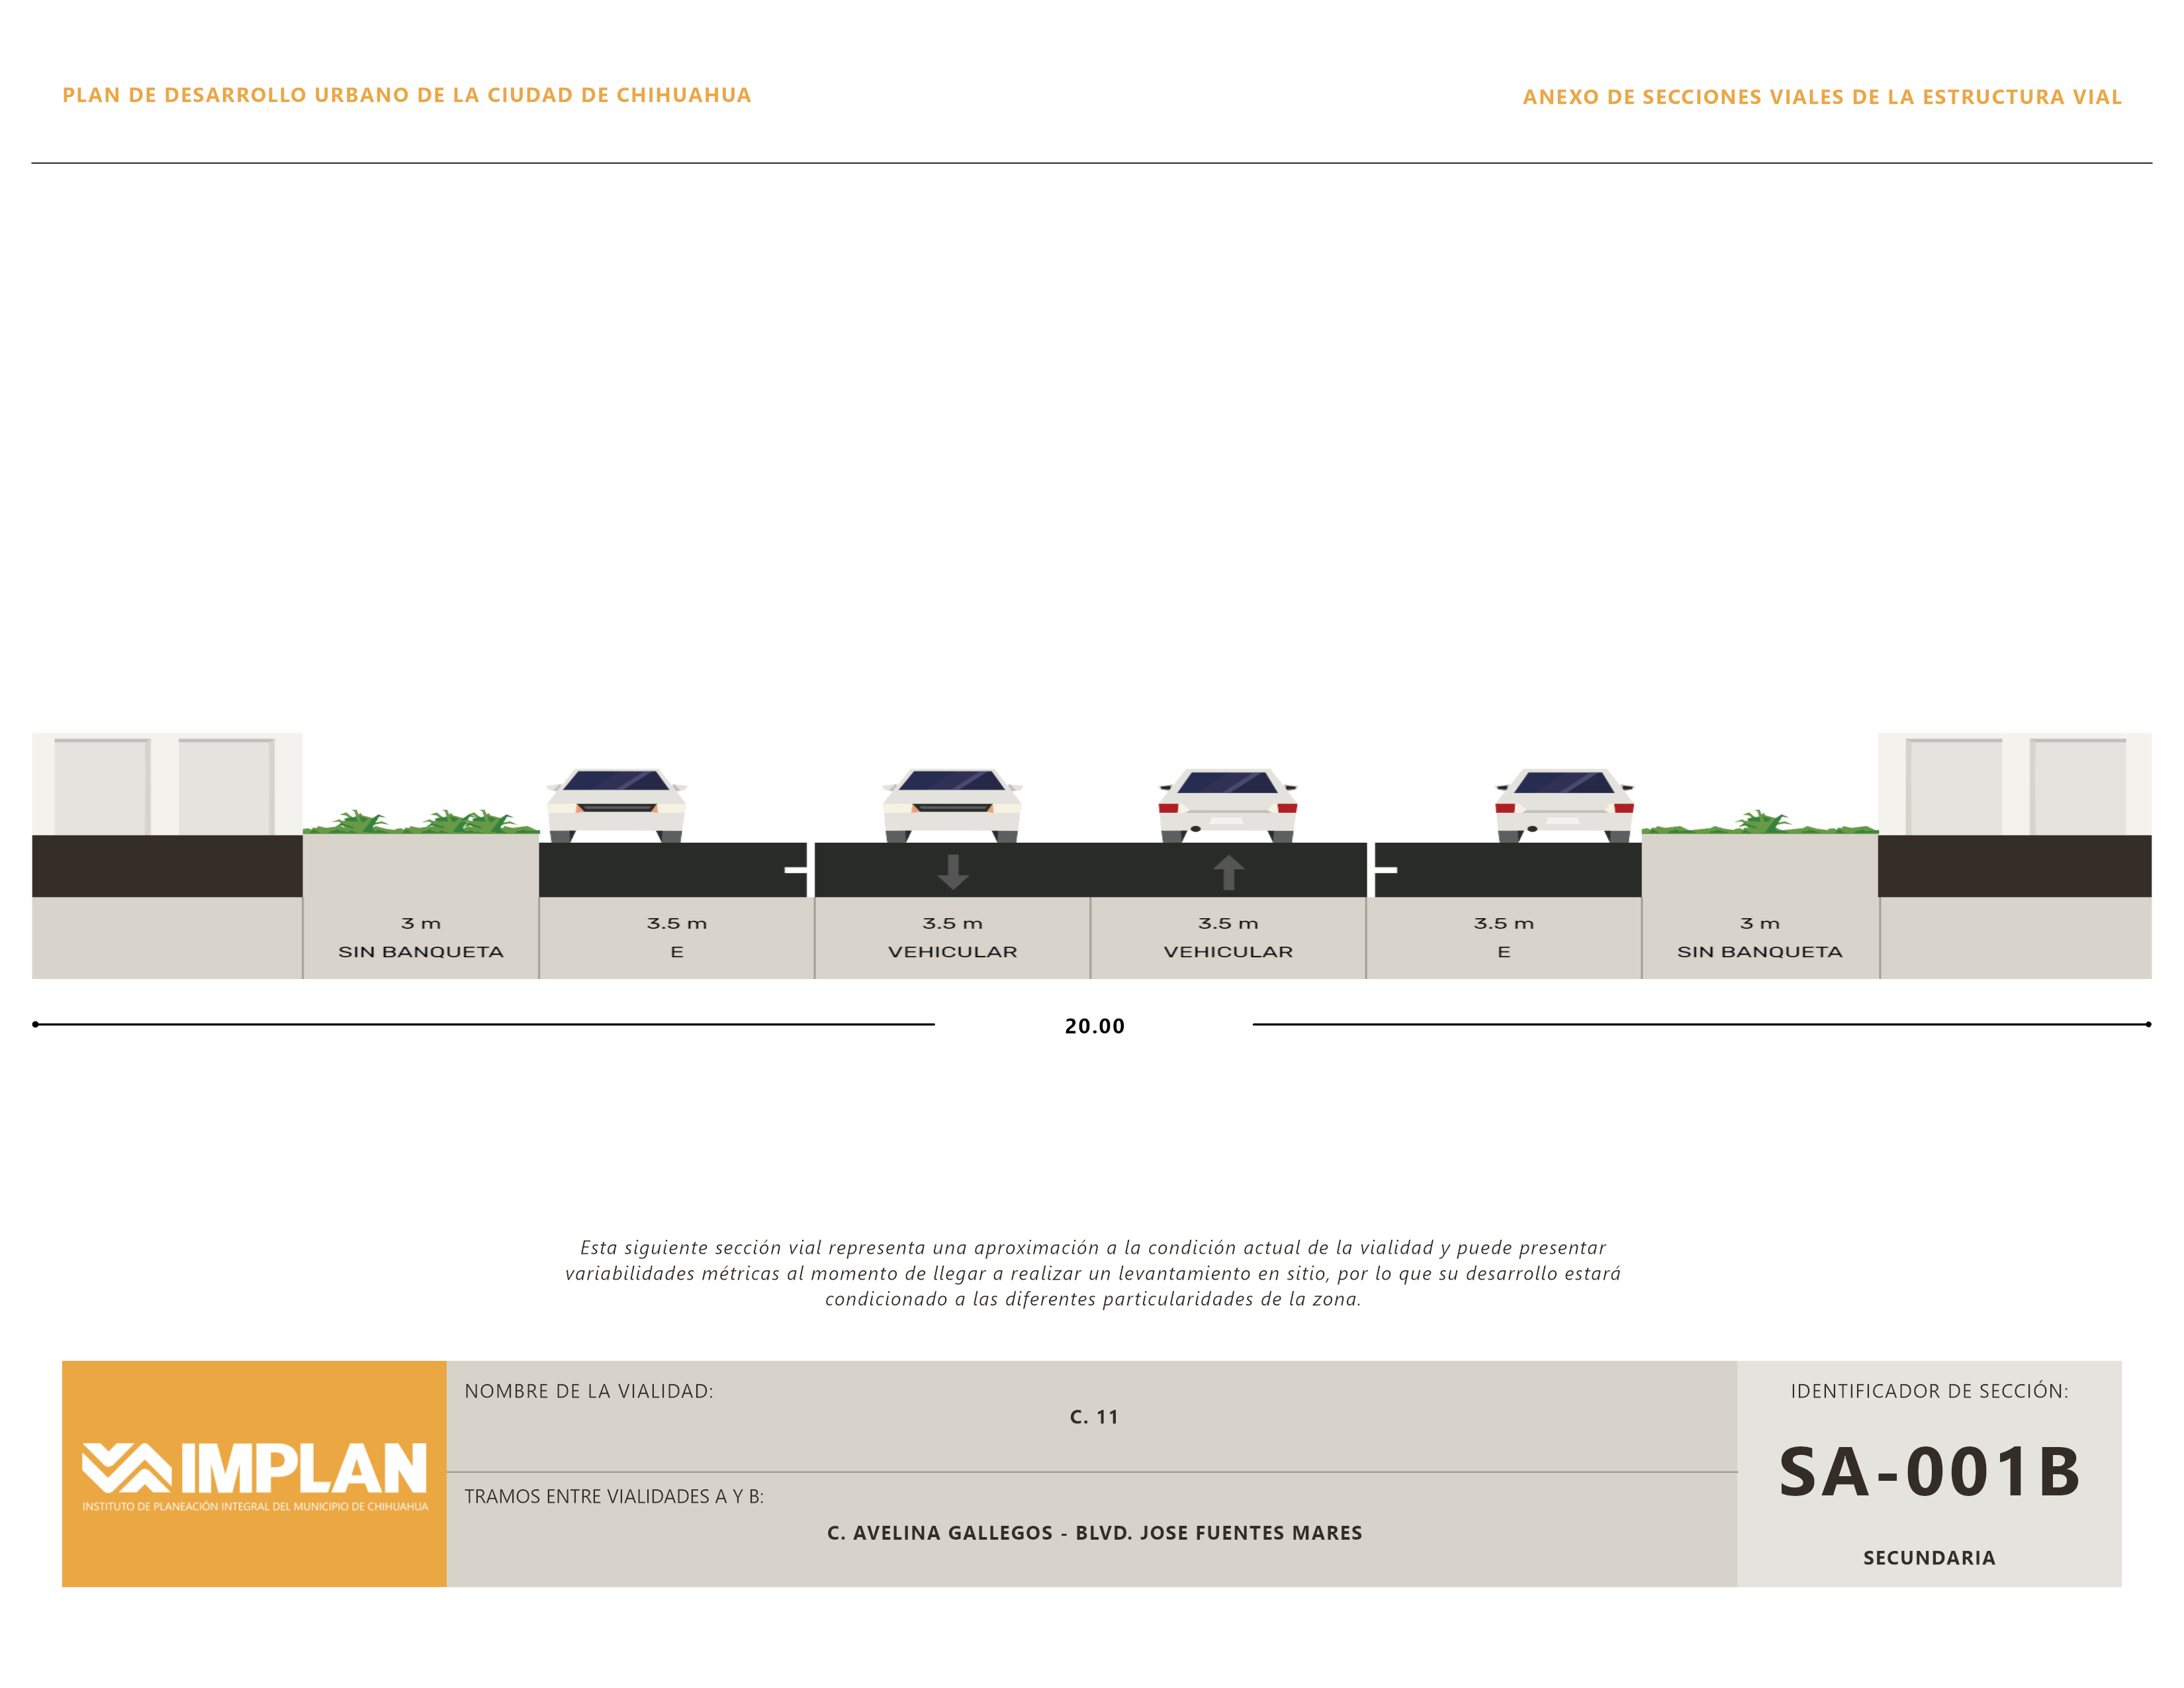 PLAN DE DESARROLLO URBANO DE LA CIUDAD DE CHIHUAHUA
ANEXO DE SECCIONES VIALES DE LA ESTRUCTURA VIAL
3 m
SIN BANQUETA
3.5 m
E
3.5 m
VEHICULAR
3.5 m
VEHICULAR
3.5 m
E
3 m
SIN BANQUETA
20.00
Esta siguiente sección vial representa una aproximación a la condición actual de la vialidad y puede presentar
variabilidades métricas al momento de llegar a realizar un levantamiento en sitio, por lo que su desarrollo estará
condicionado a las diferentes particularidades de la zona.
IMPLAN
INSTITUTO DE PLANEACIÓN INTEGRAL DEL MUNICIPIO DE CHIHUAHUA
NOMBRE DE LA VIALIDAD:
C. 11
TRAMOS ENTRE VIALIDADES A Y B:
C. AVELINA GALLEGOS - BLVD. JOSE FUENTES MARES
IDENTIFICADOR DE SECCIÓN:
SA-001B
SECUNDARIA